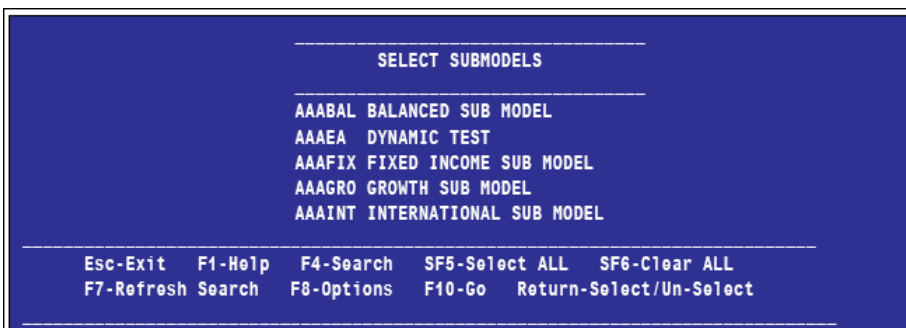 SELECT SUBMODELS
AAABAL BALANCED SUB MODEL
AAAEA DYNAMIC TEST
AAAFIX FIXED INCOME SUB MODEL
AAAGRO GROWTH SUB MODEL
AAAINT INTERNATIONAL SUB MODEL
Esc-Exit F1-Help F4-Search SF5-Select ALL SF6-Clear ALL
F7-Refresh Search F8-Options F10-Go Return-Select/Un-Select